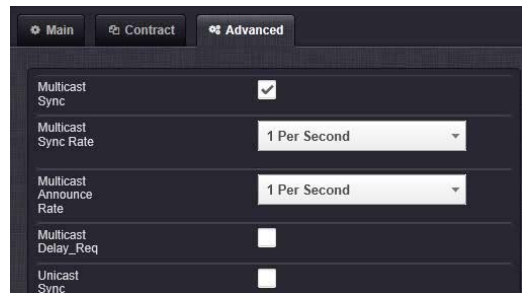 Main Contract Advanced
Multicast
Sync
Multicast
Sync Rate
1 Per Second
Multicast
Announce
Rate
1 Per Second
Multicast
Delay_Req
Unicast
Sync